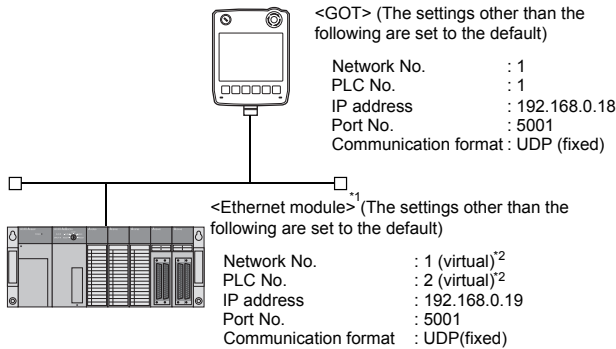 <GOT> (The settings other than the
following are set to the default)
Network No. : 1
PLC No. : 1
IP address : 192.168.0.18
Port No. : 5001
Communication format : UDP (fixed)
<Ethernet module>*1 (The settings other than the
following are set to the default)
Network No. : 1 (virtual)*2
PLC No. : 2 (virtual)*2
IP address : 192.168.0.19
Port No. : 5001
Communication format : UDP(fixed)